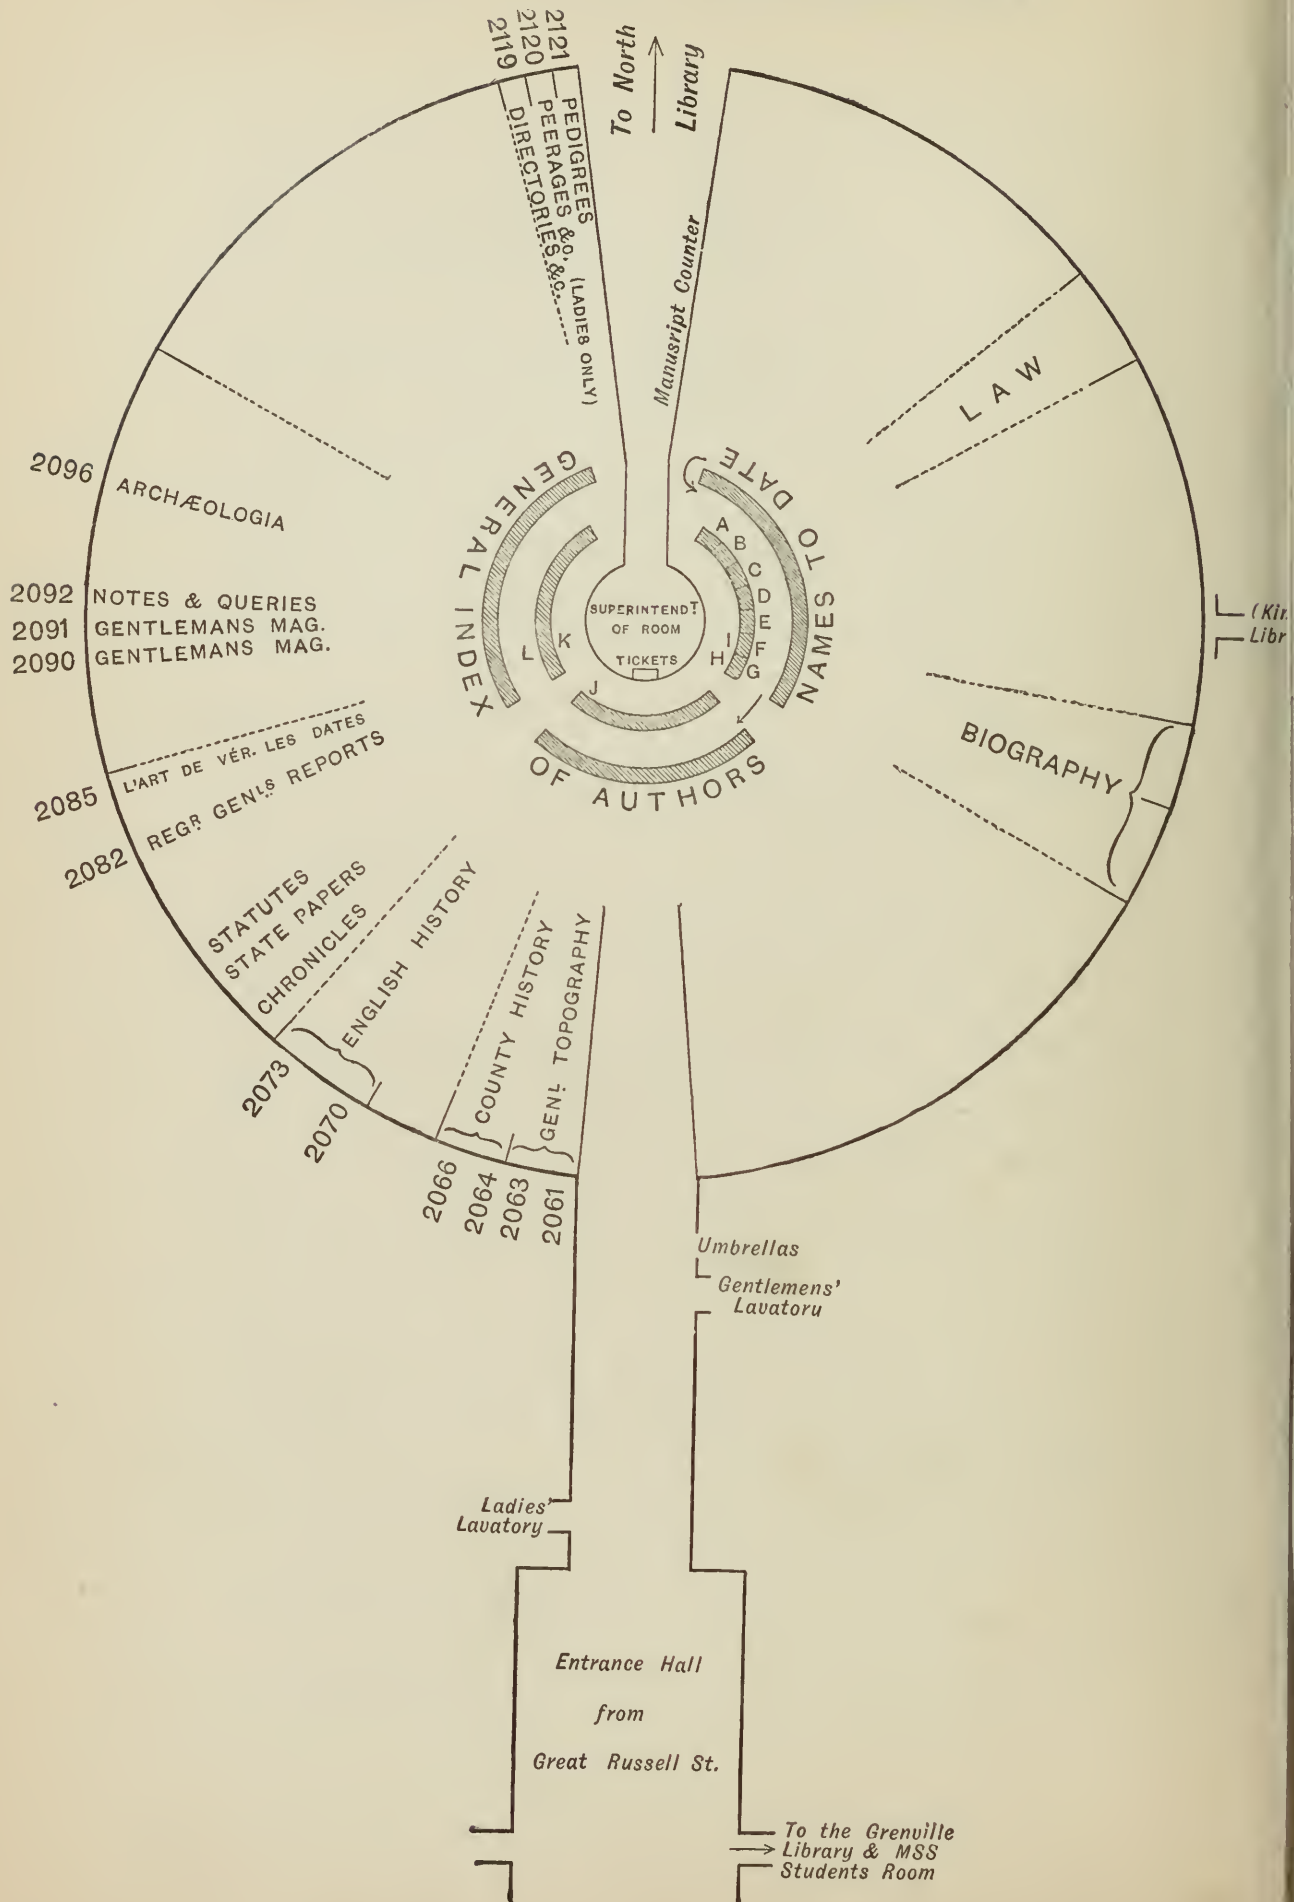 2119
2120
2121
To North
Library
PEDIGREES
PEERAGES &C. (LADIES ONLY)
DIRECTORIES &C.
Manusript Counter
LAW
2096
ARCHÆOLOGIA
GENERAL INDEX
NAMES TO DATE
OF AUTHORS
A
B
C
D
E
F
G
H
I
J
K
L
SUPERINTENDT
OF ROOM
TICKETS
2092 NOTES & QUERIES
2091 GENTLEMANS MAG.
2090 GENTLEMANS MAG.
(Kin
Libr
BIOGRAPHY
2085 L'ART DE VÉR. LES DATES
2082 REGR GENLS REPORTS
STATUTES
STATE PAPERS
CHRONICLES
ENGLISH HISTORY
COUNTY HISTORY
GENL TOPOGRAPHY
2073
2070
2066
2064
2063
2061
Umbrellas
Gentlemens'
Lavatory
Ladies'
Lavatory
Entrance Hall
from
Great Russell St.
To the Grenville
Library & MSS
Students Room